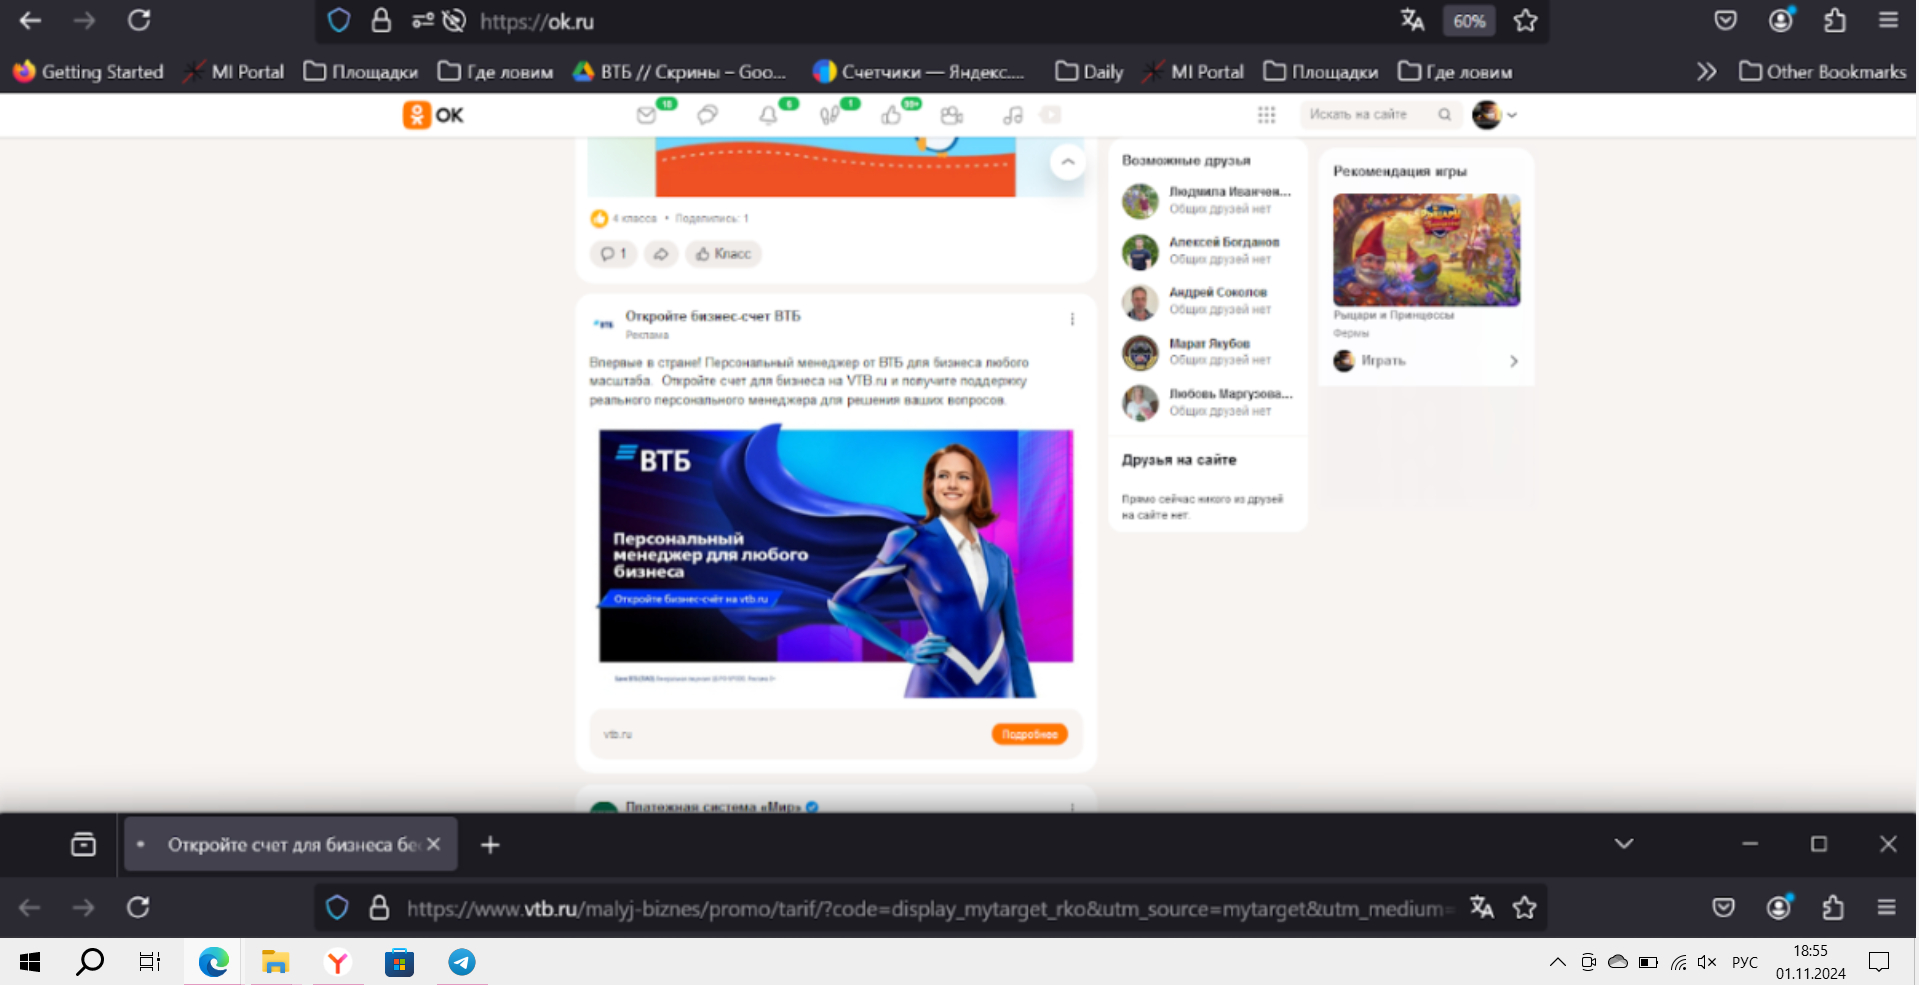 https://ok.ru
60%
Getting Started
MI Portal
Площадки
Где ловим
ВТБ // Скрины – Goo...
Счетчики — Яндекс....
Daily
MI Portal
Площадки
Где ловим
Other Bookmarks
ОК
18
6
1
99+
Искать на сайте
4 класса • Поделились: 1
1
Класс
Откройте бизнес-счет ВТБ
Реклама
Впервые в стране! Персональный менеджер от ВТБ для бизнеса любого
масштаба. Откройте счет для бизнеса на VTB.ru и получите поддержку
реального персонального менеджера для решения ваших вопросов.
ВТБ
Персональный
менеджер для любого
бизнеса
Откройте бизнес-счёт на vtb.ru
vtb.ru
Подробнее
Платежная система «Мир»
Возможные друзья
Людмила Иванчен...
Общих друзей нет
Алексей Богданов
Общих друзей нет
Андрей Соколов
Общих друзей нет
Марат Якубов
Общих друзей нет
Любовь Маргузова...
Общих друзей нет
Друзья на сайте
Прямо сейчас никого из друзей
на сайте нет.
Рекомендация игры
Рыцари и Принцессы
Фермы
Играть
Откройте счет для бизнеса бе
https://www.vtb.ru/malyj-biznes/promo/tarif/?code=display_mytarget_rko&utm_source=mytarget&utm_medium=
РУС
18:55
01.11.2024